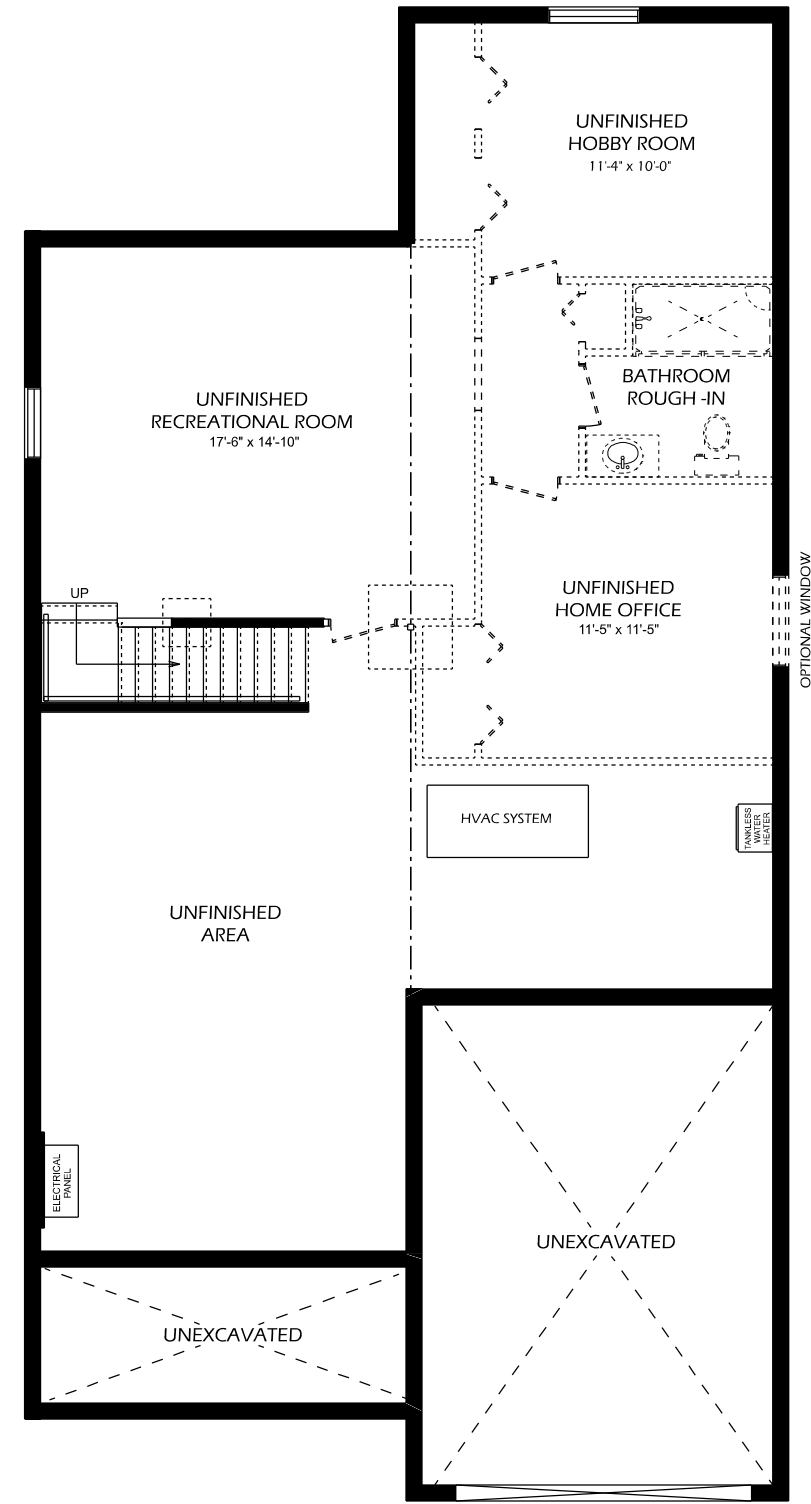 UNFINISHED
HOBBY ROOM
11'-4" x 10'-0"
UNFINISHED
RECREATIONAL ROOM
17'-6" x 14'-10"
BATHROOM
ROUGH -IN
UP
UNFINISHED
HOME OFFICE
11'-5" x 11'-5"
OPTIONAL WINDOW
HVAC SYSTEM
TANKLESS
WATER
HEATER
UNFINISHED
AREA
ELECTRICAL
PANEL
UNEXCAVATED
UNEXCAVATED